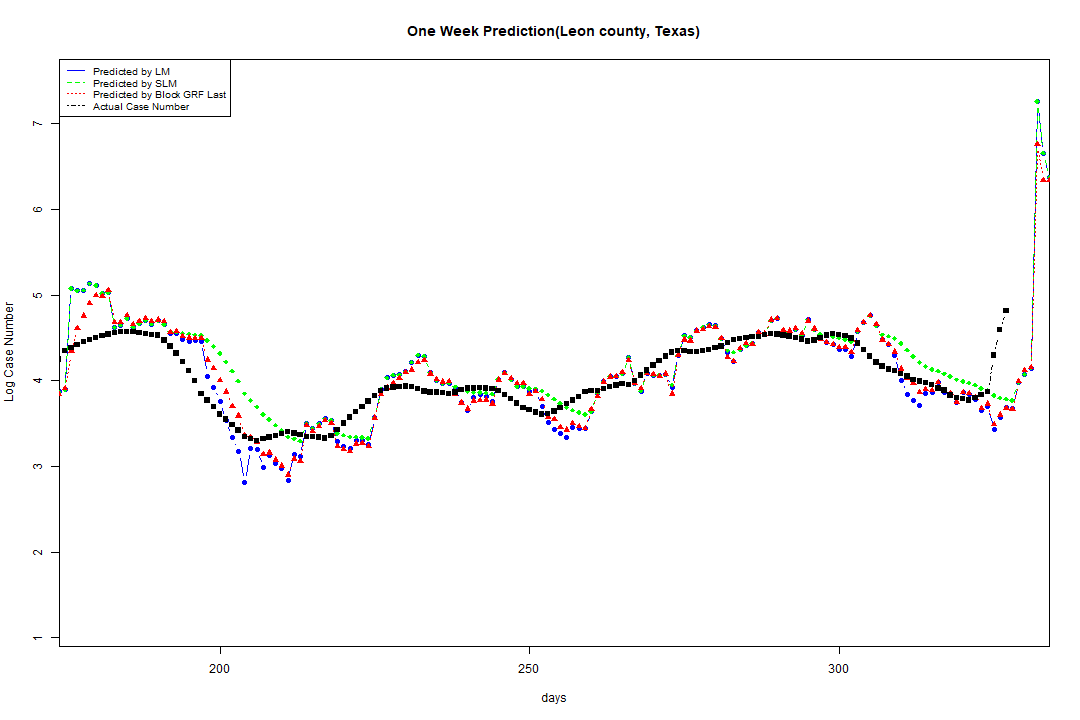 One Week Prediction(Leon county, Texas)
Predicted by LM
Predicted by SLM
Predicted by Block GRF Last
Actual Case Number
Log Case Number
7
6
5
4
3
2
1
200 250 300
days